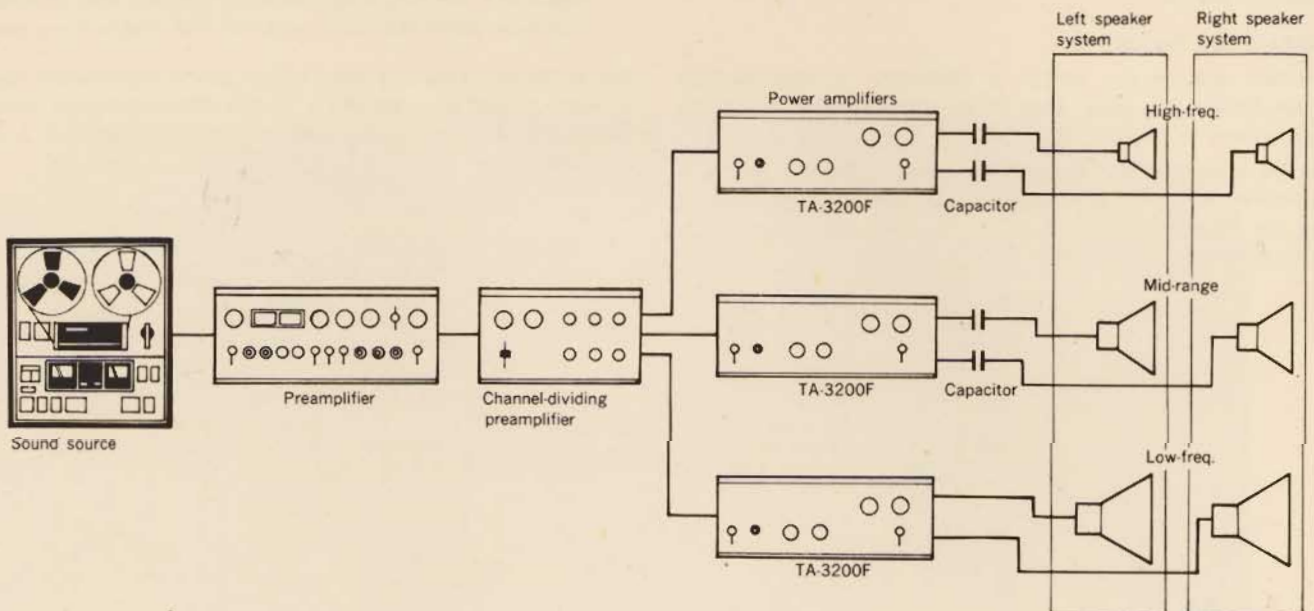 Left speaker
system
Right speaker
system
Power amplifiers
High-freq.
TA-3200F
Capacitor
Mid-range
Preamplifier
Channel-dividing
preamplifier
TA-3200F
Capacitor
Sound source
Low-freq.
TA-3200F